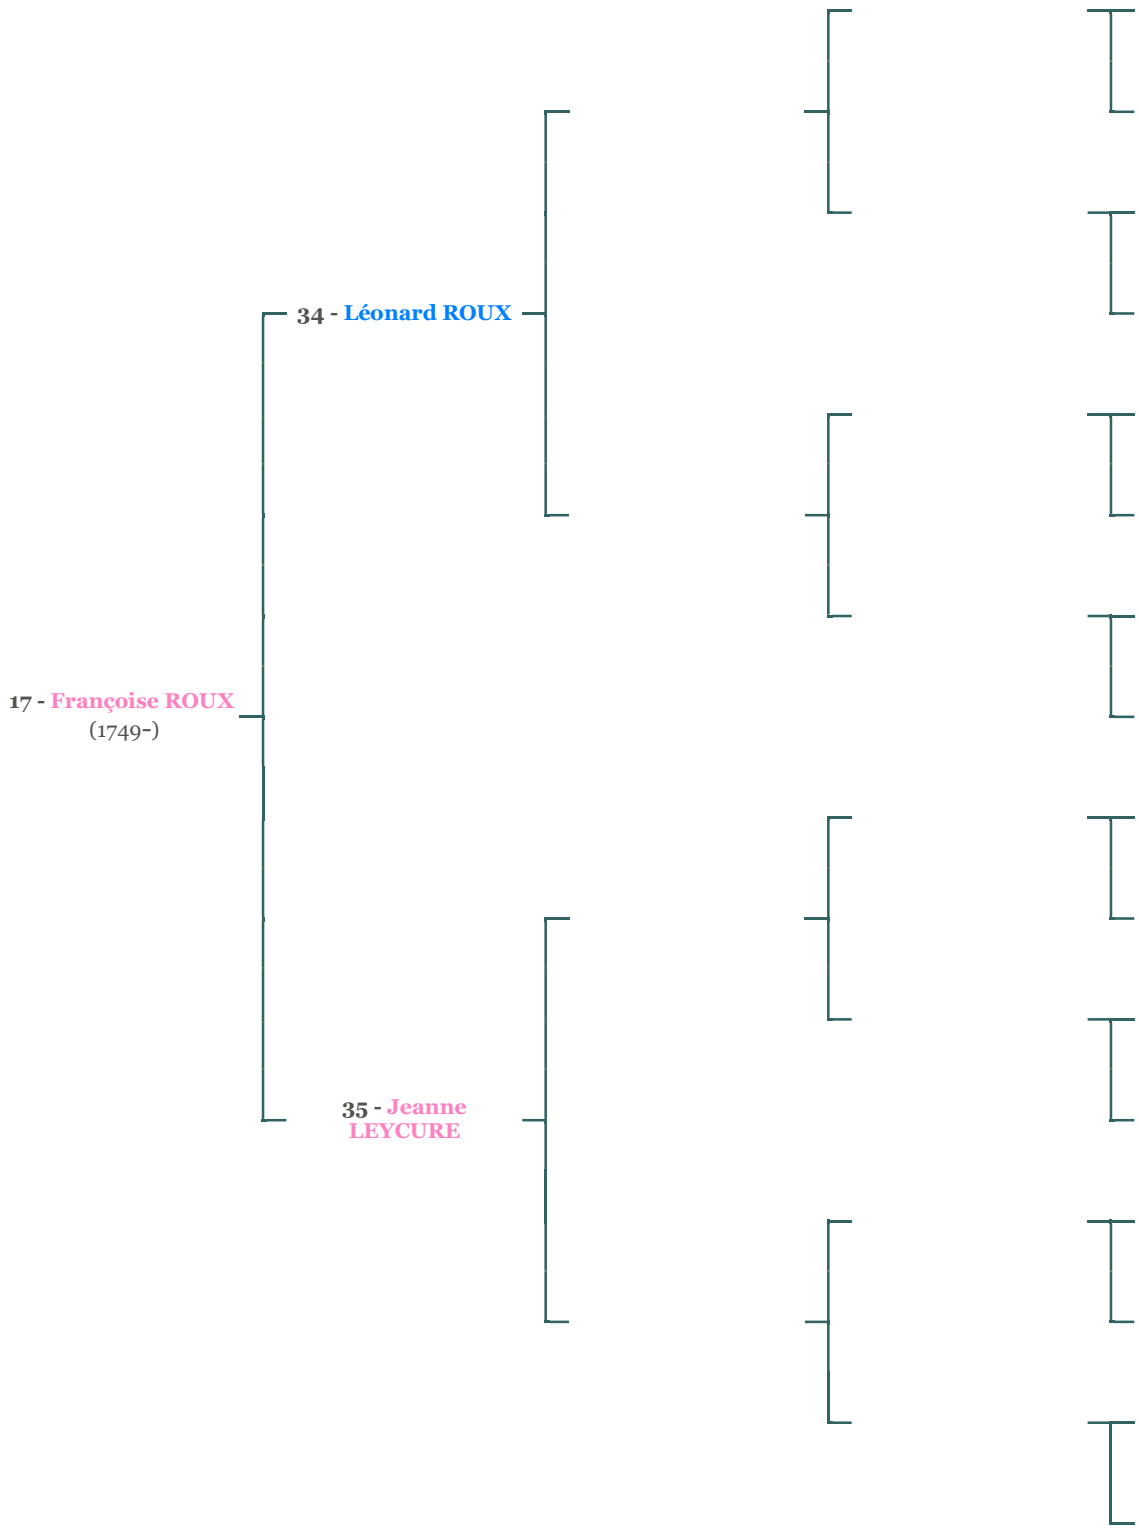 34 - Léonard ROUX
17 - Françoise ROUX
(1749-)
35 - Jeanne
LEYCURE